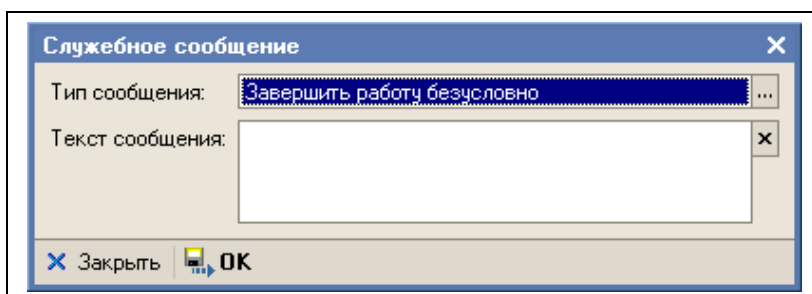 Служебное сообщение
Тип сообщения: Завершить работу безусловно ...
Текст сообщения:
Закрыть OK